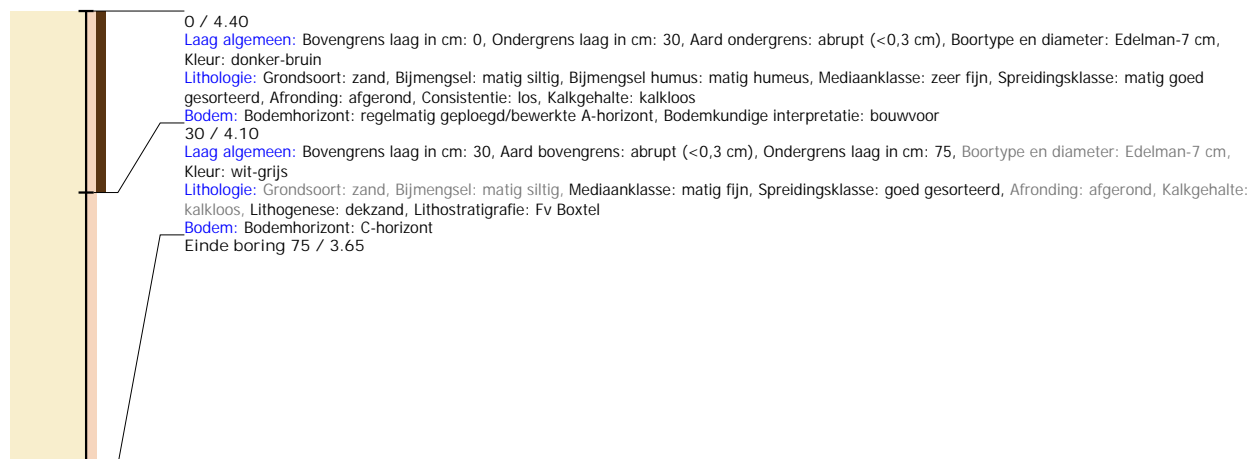 0 / 4.40
Laag algemeen: Bovengrens laag in cm: 0, Ondergrens laag in cm: 30, Aard ondergrens: abrupt (<0,3 cm), Boortype en diameter: Edelman-7 cm,
Kleur: donker-bruin
Lithologie: Grondsoort: zand, Bijmengsel: matig siltig, Bijmengsel humus: matig humeus, Mediaanklasse: zeer fijn, Spreidingsklasse: matig goed
gesorteerd, Afronding: afgerond, Consistentie: los, Kalkgehalte: kalkloos
Bodem: Bodemhorizont: regelmatig geploegd/bewerkte A-horizont, Bodemkundige interpretatie: bouwvoor
30 / 4.10
Laag algemeen: Bovengrens laag in cm: 30, Aard bovengrens: abrupt (<0,3 cm), Ondergrens laag in cm: 75, Boortype en diameter: Edelman-7 cm,
Kleur: wit-grijs
Lithologie: Grondsoort: zand, Bijmengsel: matig siltig, Mediaanklasse: matig fijn, Spreidingsklasse: goed gesorteerd, Afronding: afgerond, Kalkgehalte:
kalkloos, Lithogenese: dekzand, Lithostratigrafie: Fv Boxtel
Bodem: Bodemhorizont: C-horizont
Einde boring 75 / 3.65